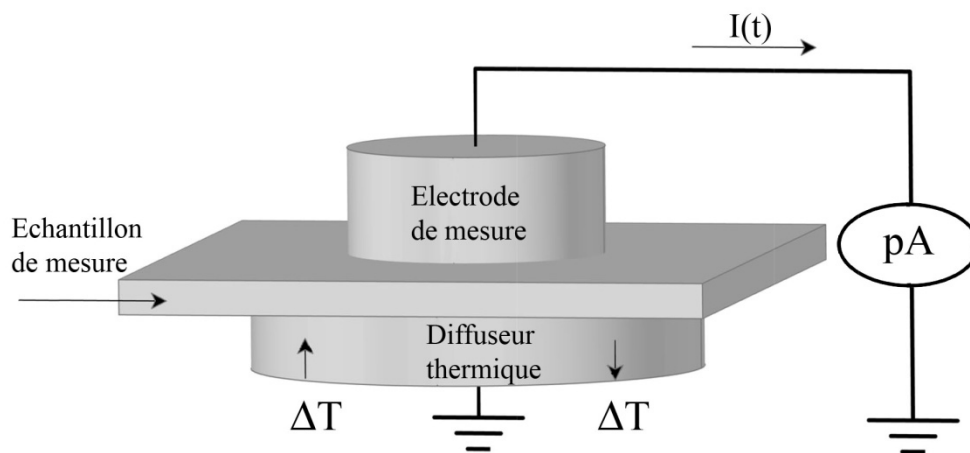 I(t)
Electrode
de mesure
Echantillon
de mesure
pA
Diffuseur
thermique
ΔT
ΔT